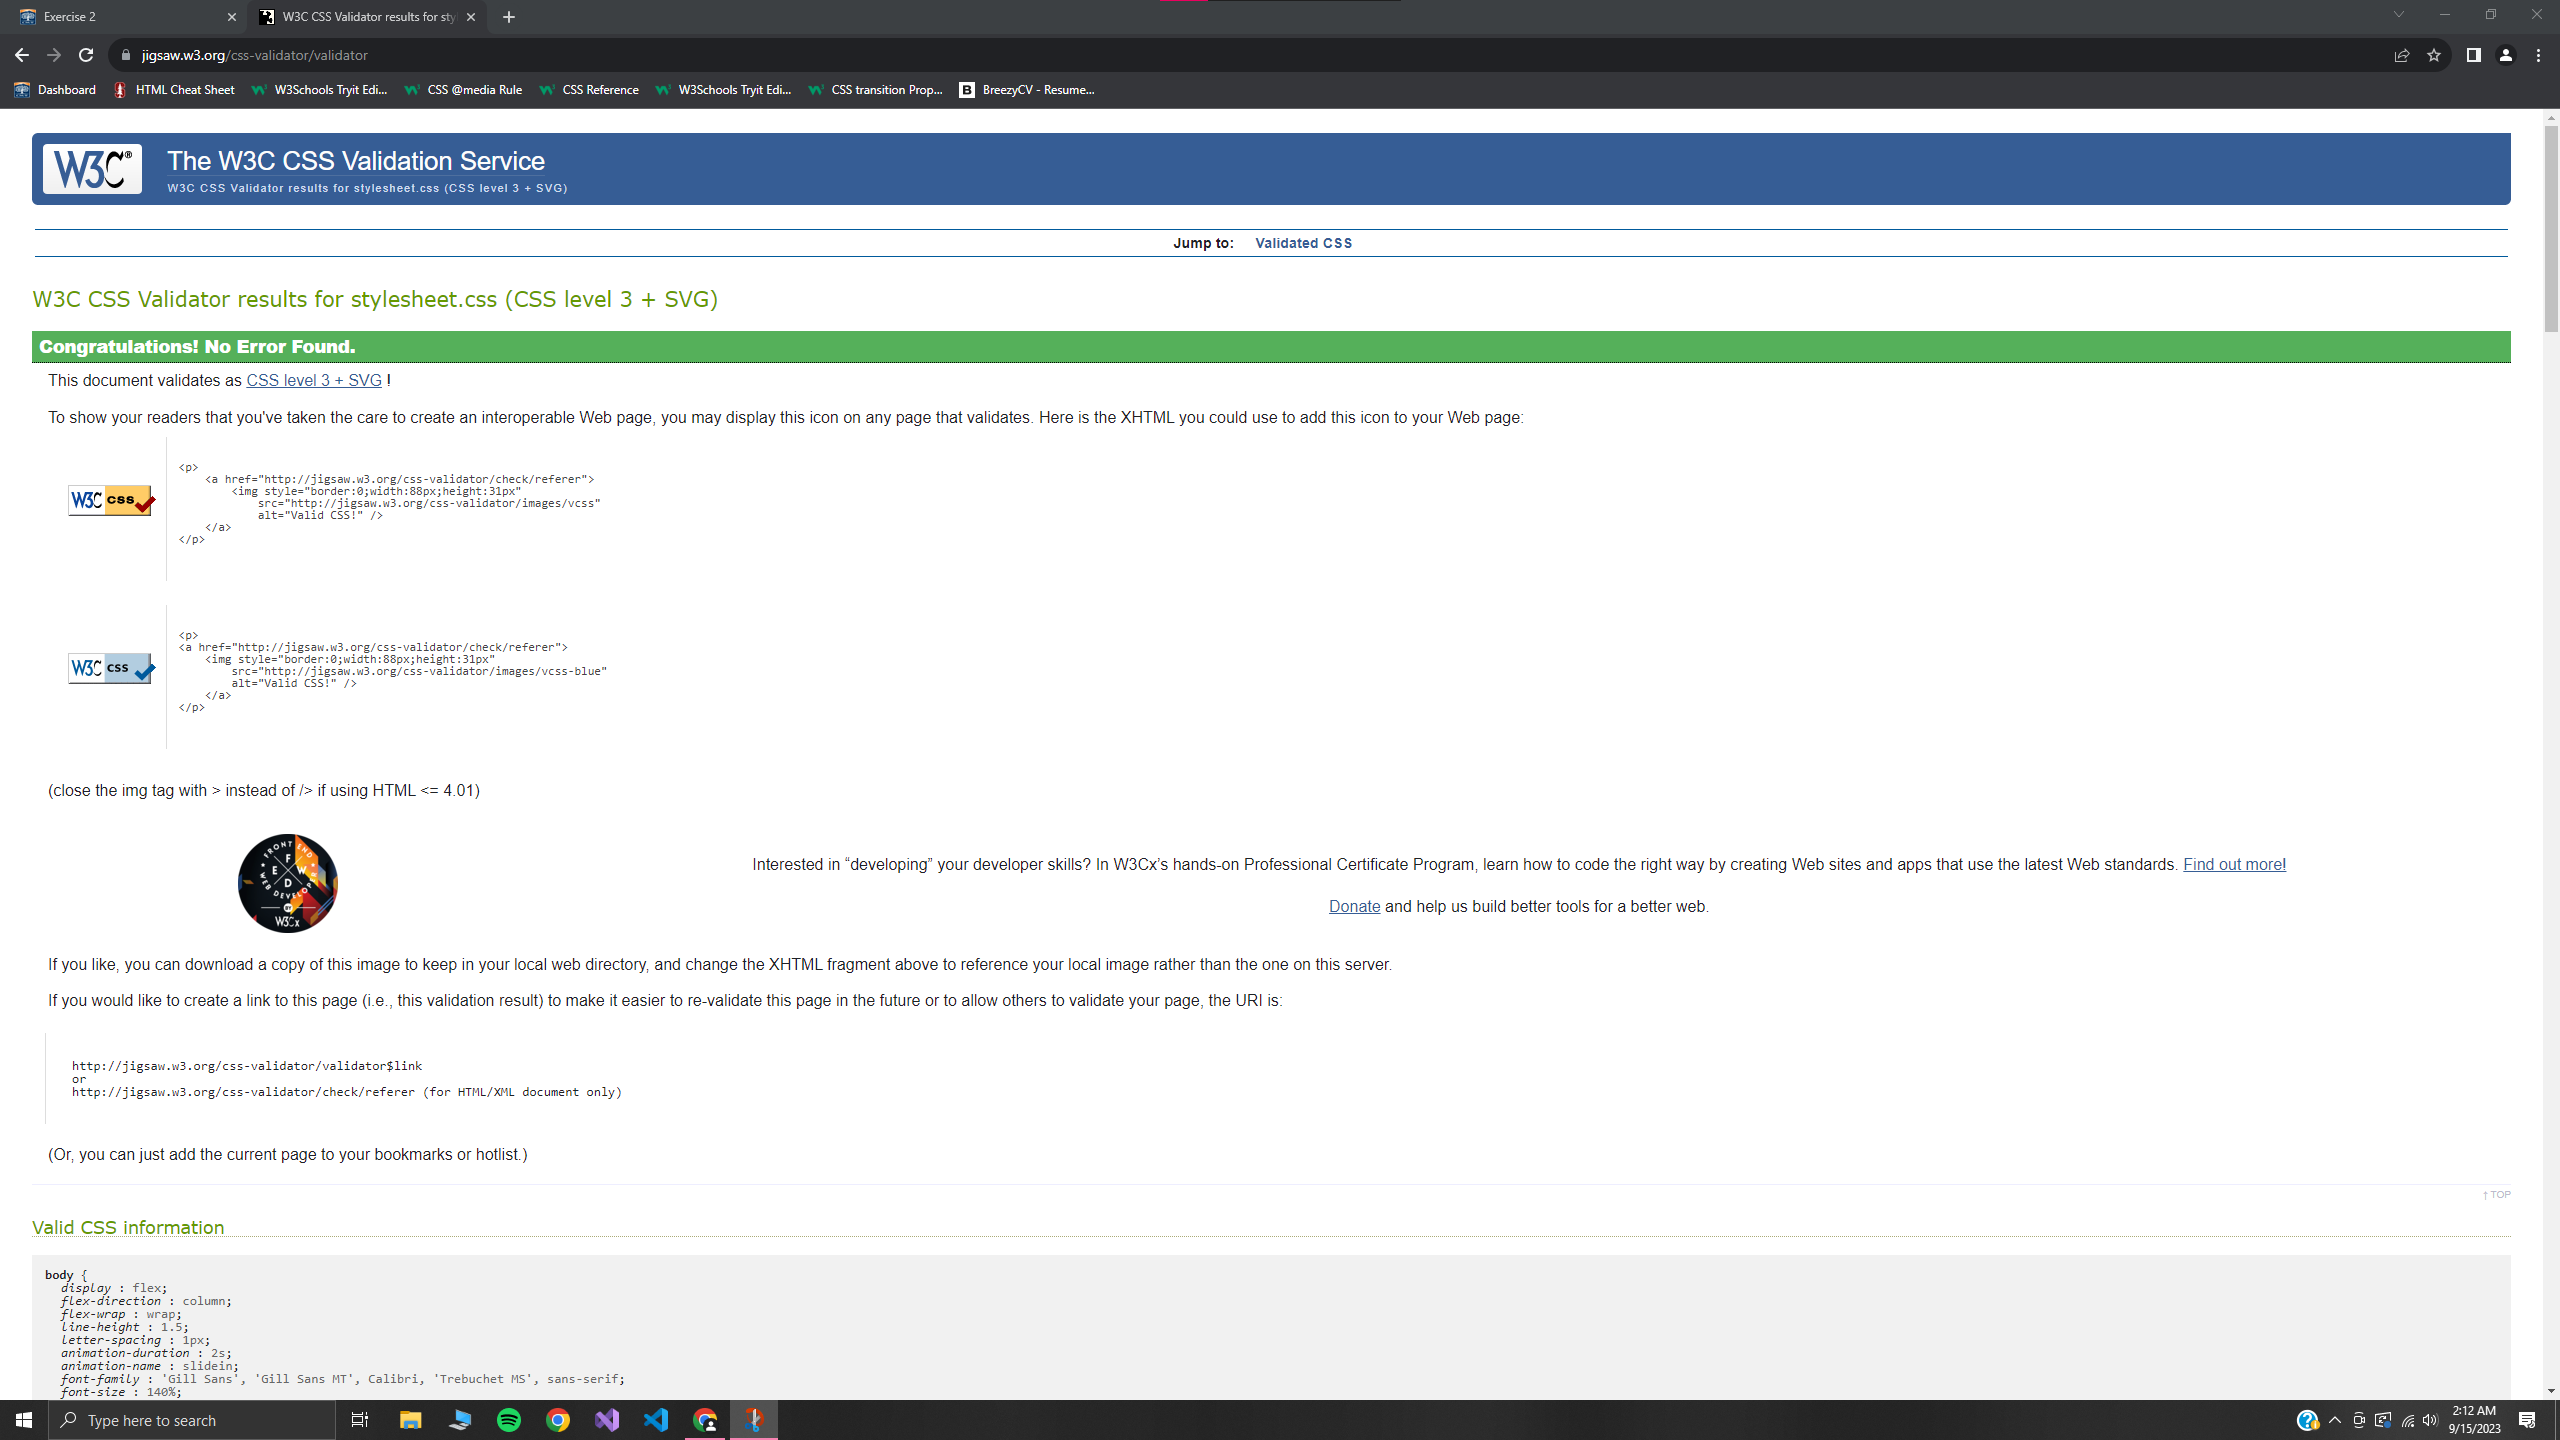 Exercise 2
W3C CSS Validator results for sty
jigsaw.w3.org/css-validator/validator
Dashboard
HTML Cheat Sheet
W3Schools Tryit Edi...
CSS @media Rule
CSS Reference
W3Schools Tryit Edi...
CSS transition Prop...
B BreezyCV - Resume...
W3C®
The W3C CSS Validation Service
W3C CSS Validator results for stylesheet.css (CSS level 3 + SVG)
Jump to: Validated CSS
W3C CSS Validator results for stylesheet.css (CSS level 3 + SVG)
Congratulations! No Error Found.
This document validates as CSS level 3 + SVG !
To show your readers that you've taken the care to create an interoperable Web page, you may display this icon on any page that validates. Here is the XHTML you could use to add this icon to your Web page:
W3C css
<p>
<a href="http://jigsaw.w3.org/css-validator/check/referer">
<img style="border:0;width:88px;height:31px"
src="http://jigsaw.w3.org/css-validator/images/vcss"
alt="Valid CSS!" />
</a>
</p>
W3C css
<p>
<a href="http://jigsaw.w3.org/css-validator/check/referer">
<img style="border:0;width:88px;height:31px"
src="http://jigsaw.w3.org/css-validator/images/vcss-blue"
alt="Valid CSS!" />
</a>
</p>
(close the img tag with > instead of /> if using HTML <= 4.01)
FRONT END
WEB DEVELOPER
F E W D
BY
W3Cx
Interested in “developing” your developer skills? In W3Cx’s hands-on Professional Certificate Program, learn how to code the right way by creating Web sites and apps that use the latest Web standards. Find out more!
Donate and help us build better tools for a better web.
If you like, you can download a copy of this image to keep in your local web directory, and change the XHTML fragment above to reference your local image rather than the one on this server.
If you would like to create a link to this page (i.e., this validation result) to make it easier to re-validate this page in the future or to allow others to validate your page, the URI is:
http://jigsaw.w3.org/css-validator/validator$link
or
http://jigsaw.w3.org/css-validator/check/referer (for HTML/XML document only)
(Or, you can just add the current page to your bookmarks or hotlist.)
↑ TOP
Valid CSS information
body {
display : flex;
flex-direction : column;
flex-wrap : wrap;
line-height : 1.5;
letter-spacing : 1px;
animation-duration : 2s;
animation-name : slidein;
font-family : 'Gill Sans', 'Gill Sans MT', Calibri, 'Trebuchet MS', sans-serif;
font-size : 140%;
Type here to search
2:12 AM
9/15/2023